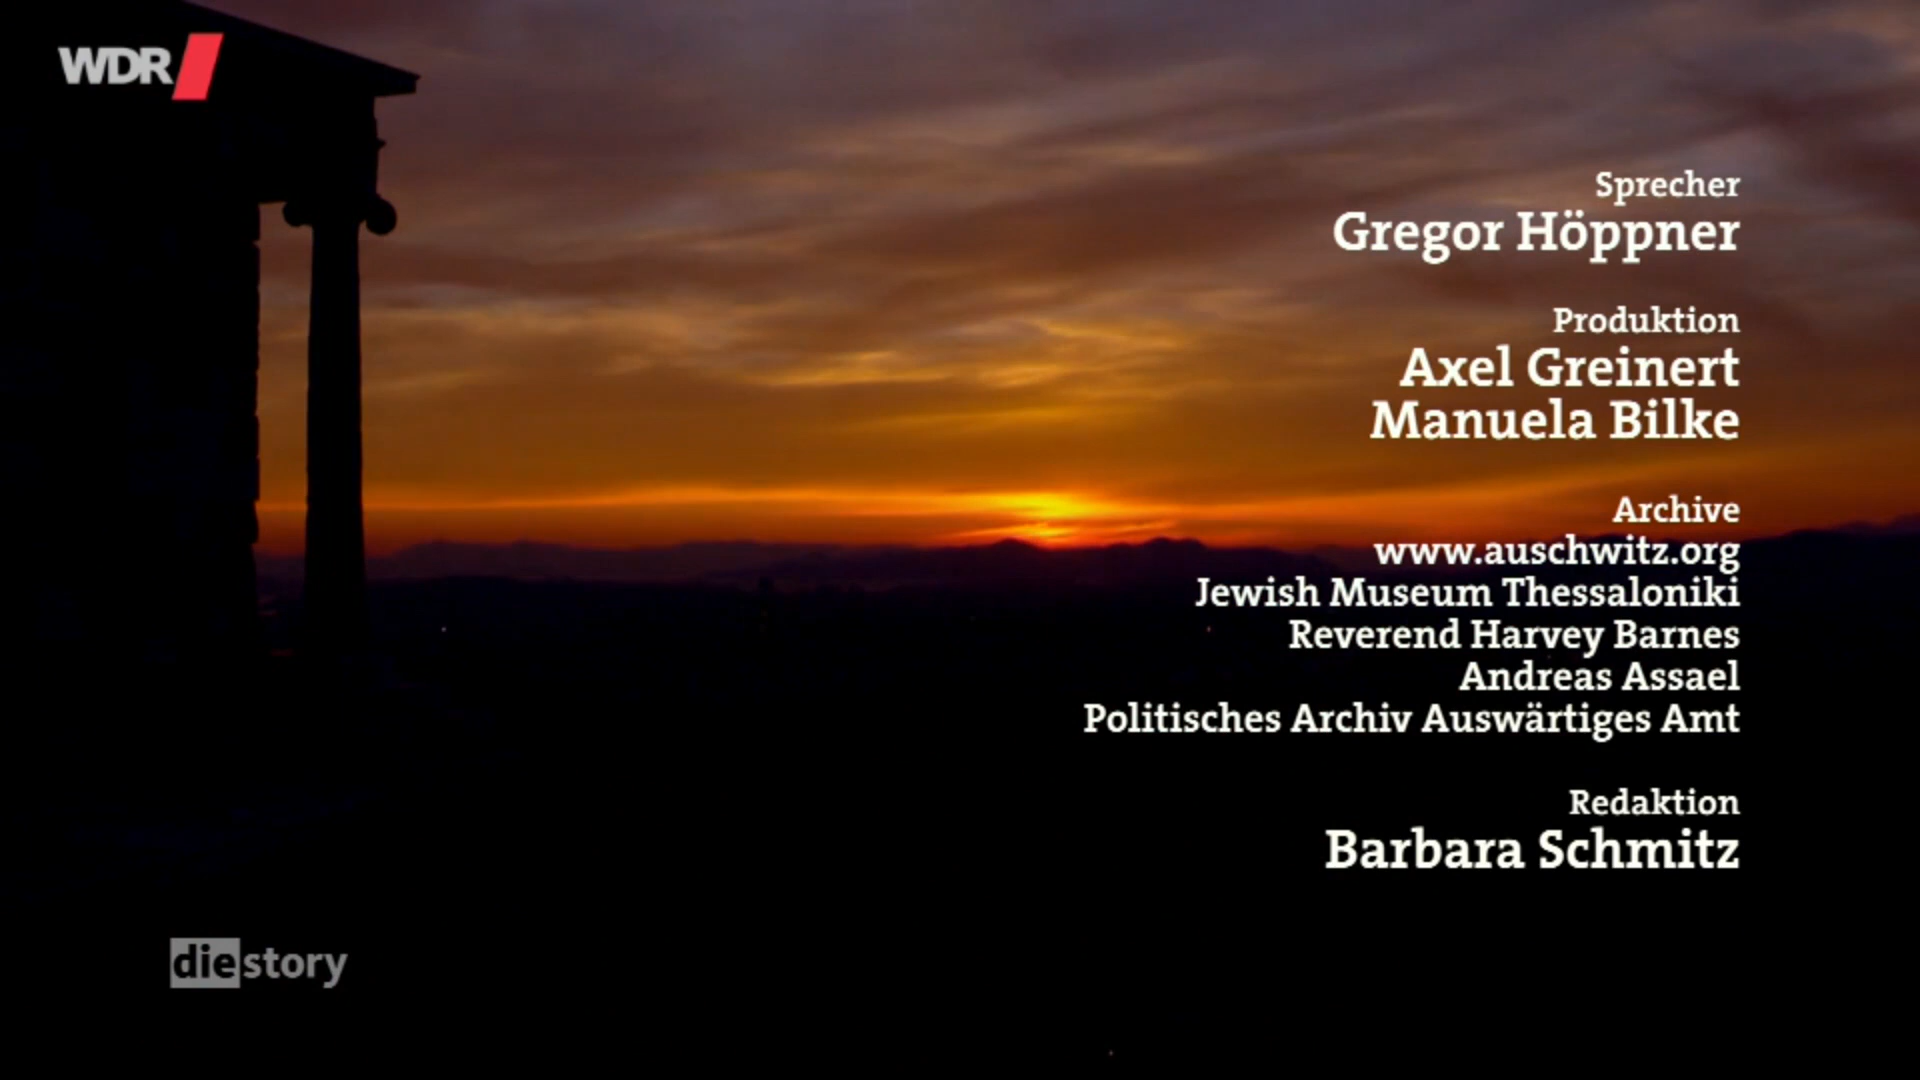 WDR
Sprecher
Gregor Höppner
Produktion
Axel Greinert
Manuela Bilke
Archive
www.auschwitz.org
Jewish Museum Thessaloniki
Reverend Harvey Barnes
Andreas Assael
Politisches Archiv Auswärtiges Amt
Redaktion
Barbara Schmitz
diestory